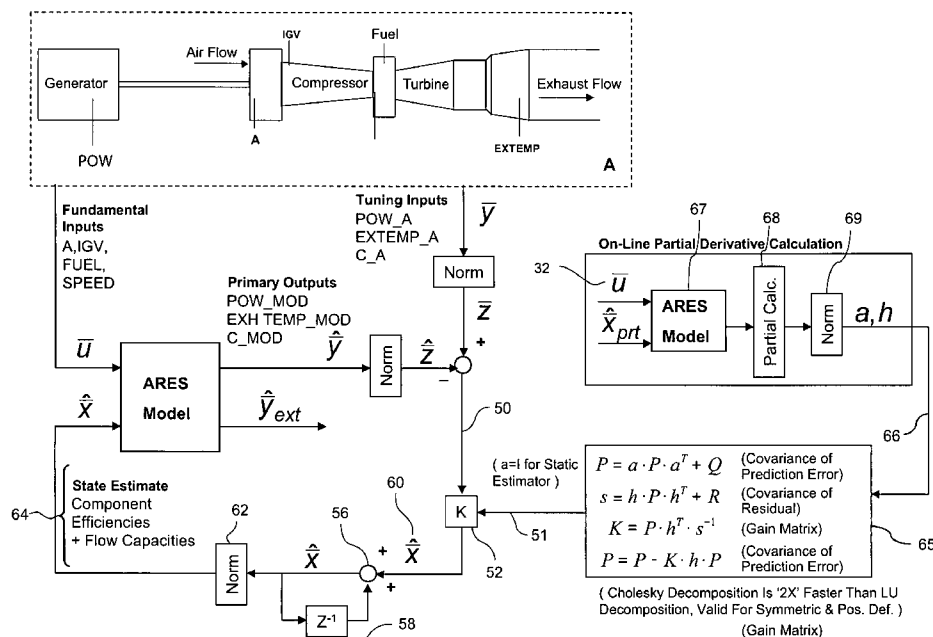 Air Flow
IGV
Fuel
Generator
Compressor
Turbine
Exhaust Flow
POW
A
EXTEMP
A
Fundamental
Inputs
A,IGV,
FUEL,
SPEED
Tuning Inputs
POW_A
EXTEMP_A
C_A
y̅
Norm
z̅
+
Primary Outputs
POW_MOD
EXH TEMP_MOD
C_MOD
u̅
ŷ
Norm
ẑ
−
ARES
Model
x̂
ŷ_ext
On-Line Partial Derivative Calculation
67
68
69
32
u̅
x̂_prt
ARES
Model
Partial Calc.
Norm
a,h
66
50
( a=I for Static
Estimator )
K
51
52
P = a · P · a^T + Q (Covariance of
Prediction Error)
s = h · P · h^T + R (Covariance of
Residual)
K = P · h^T · s^-1 (Gain Matrix)
P = P - K · h · P (Covariance of
Prediction Error)
65
( Cholesky Decomposition Is '2X' Faster Than LU
Decomposition, Valid For Symmetric & Pos. Def. )
(Gain Matrix)
64
State Estimate
Component
Efficiencies
+ Flow Capacities
62
Norm
x̂
56
+
+
60
x̂
Z^-1
58